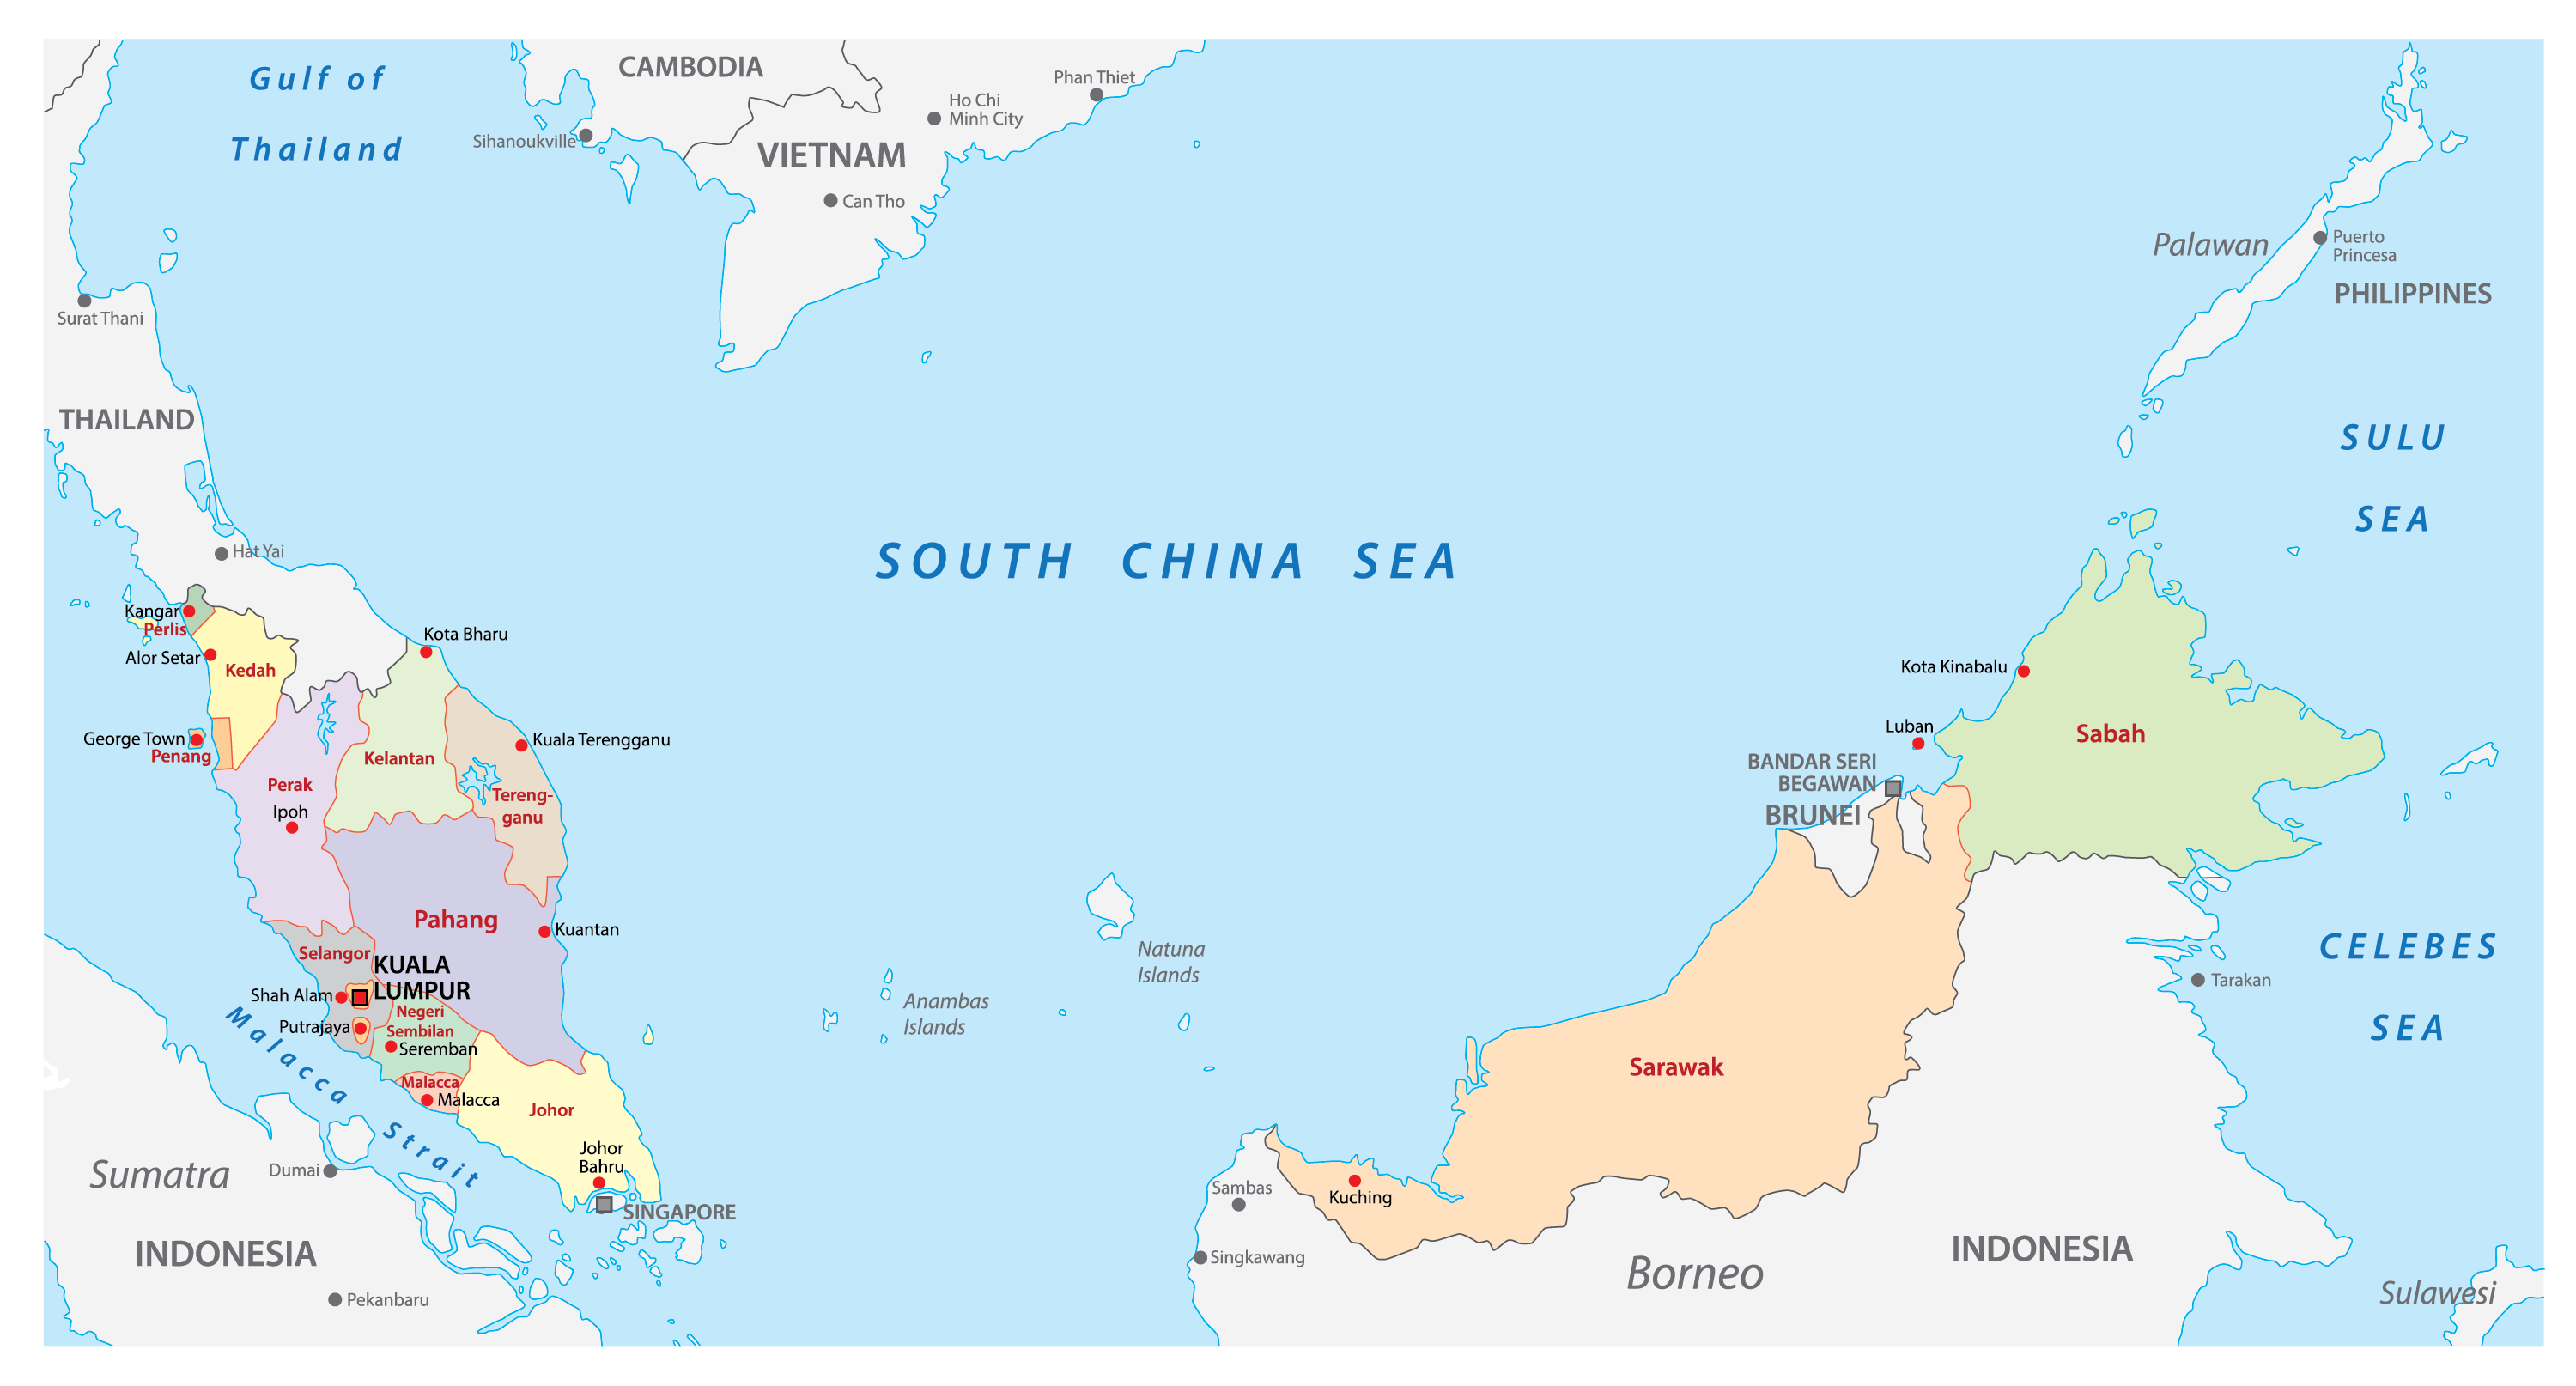 Gulf of
Thailand
CAMBODIA
Phan Thiet
Ho Chi
Minh City
Sihanoukville
VIETNAM
Can Tho
Palawan
Puerto
Princesa
PHILIPPINES
Surat Thani
THAILAND
SULU
SEA
SOUTH CHINA SEA
Hat Yai
Kangar
Perlis
Kota Bharu
Alor Setar
Kedah
Kota Kinabalu
George Town
Penang
Kuala Terengganu
Kelantan
Luban
Sabah
BANDAR SERI
BEGAWAN
BRUNEI
Perak
Ipoh
Tereng-
ganu
Pahang
Kuantan
Selangor
KUALA
LUMPUR
Shah Alam
Putrajaya
Negeri
Sembilan
Seremban
Natuna
Islands
Anambas
Islands
CELEBES
SEA
Tarakan
Malacca
Strait
Malacca
Malacca
Johor
Sarawak
Johor
Bahru
SINGAPORE
Sumatra
Dumai
INDONESIA
Pekanbaru
Sambas
Kuching
Singkawang
Borneo
INDONESIA
Sulawesi